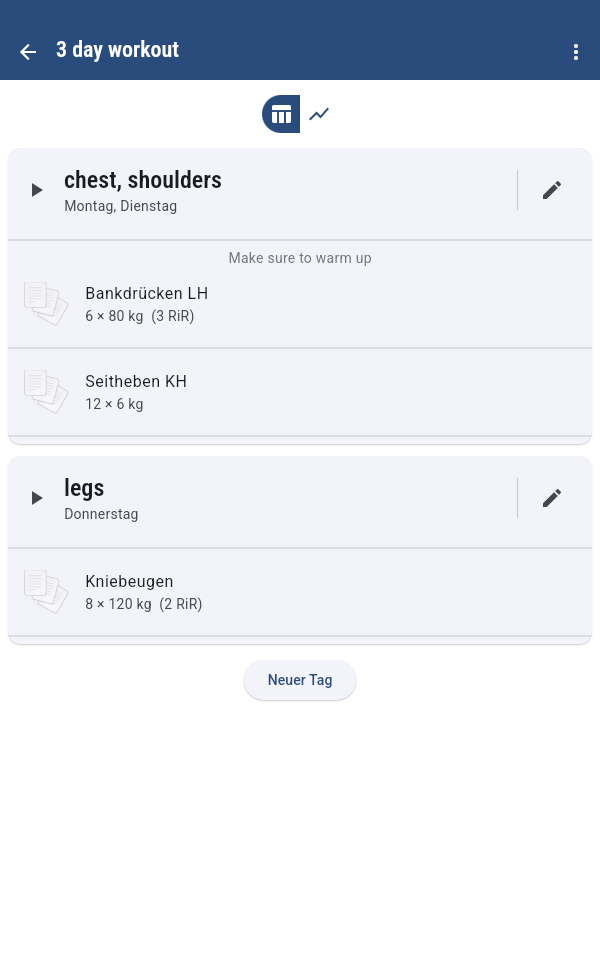 3 day workout
chest, shoulders
Montag, Dienstag
Make sure to warm up
Bankdrücken LH
6 × 80 kg  (3 RiR)
Seitheben KH
12 × 6 kg
legs
Donnerstag
Kniebeugen
8 × 120 kg  (2 RiR)
Neuer Tag